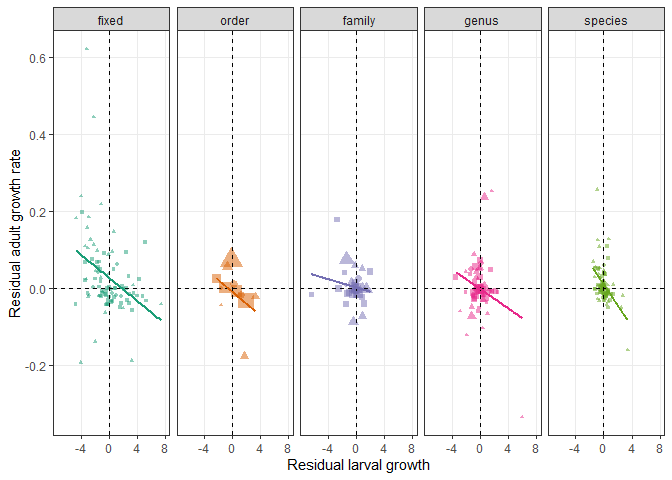 fixed order family genus species
0.6
0.4
0.2
0.0
-0.2
-4 0 4 8 -4 0 4 8 -4 0 4 8 -4 0 4 8 -4 0 4 8
Residual larval growth
Residual adult growth rate